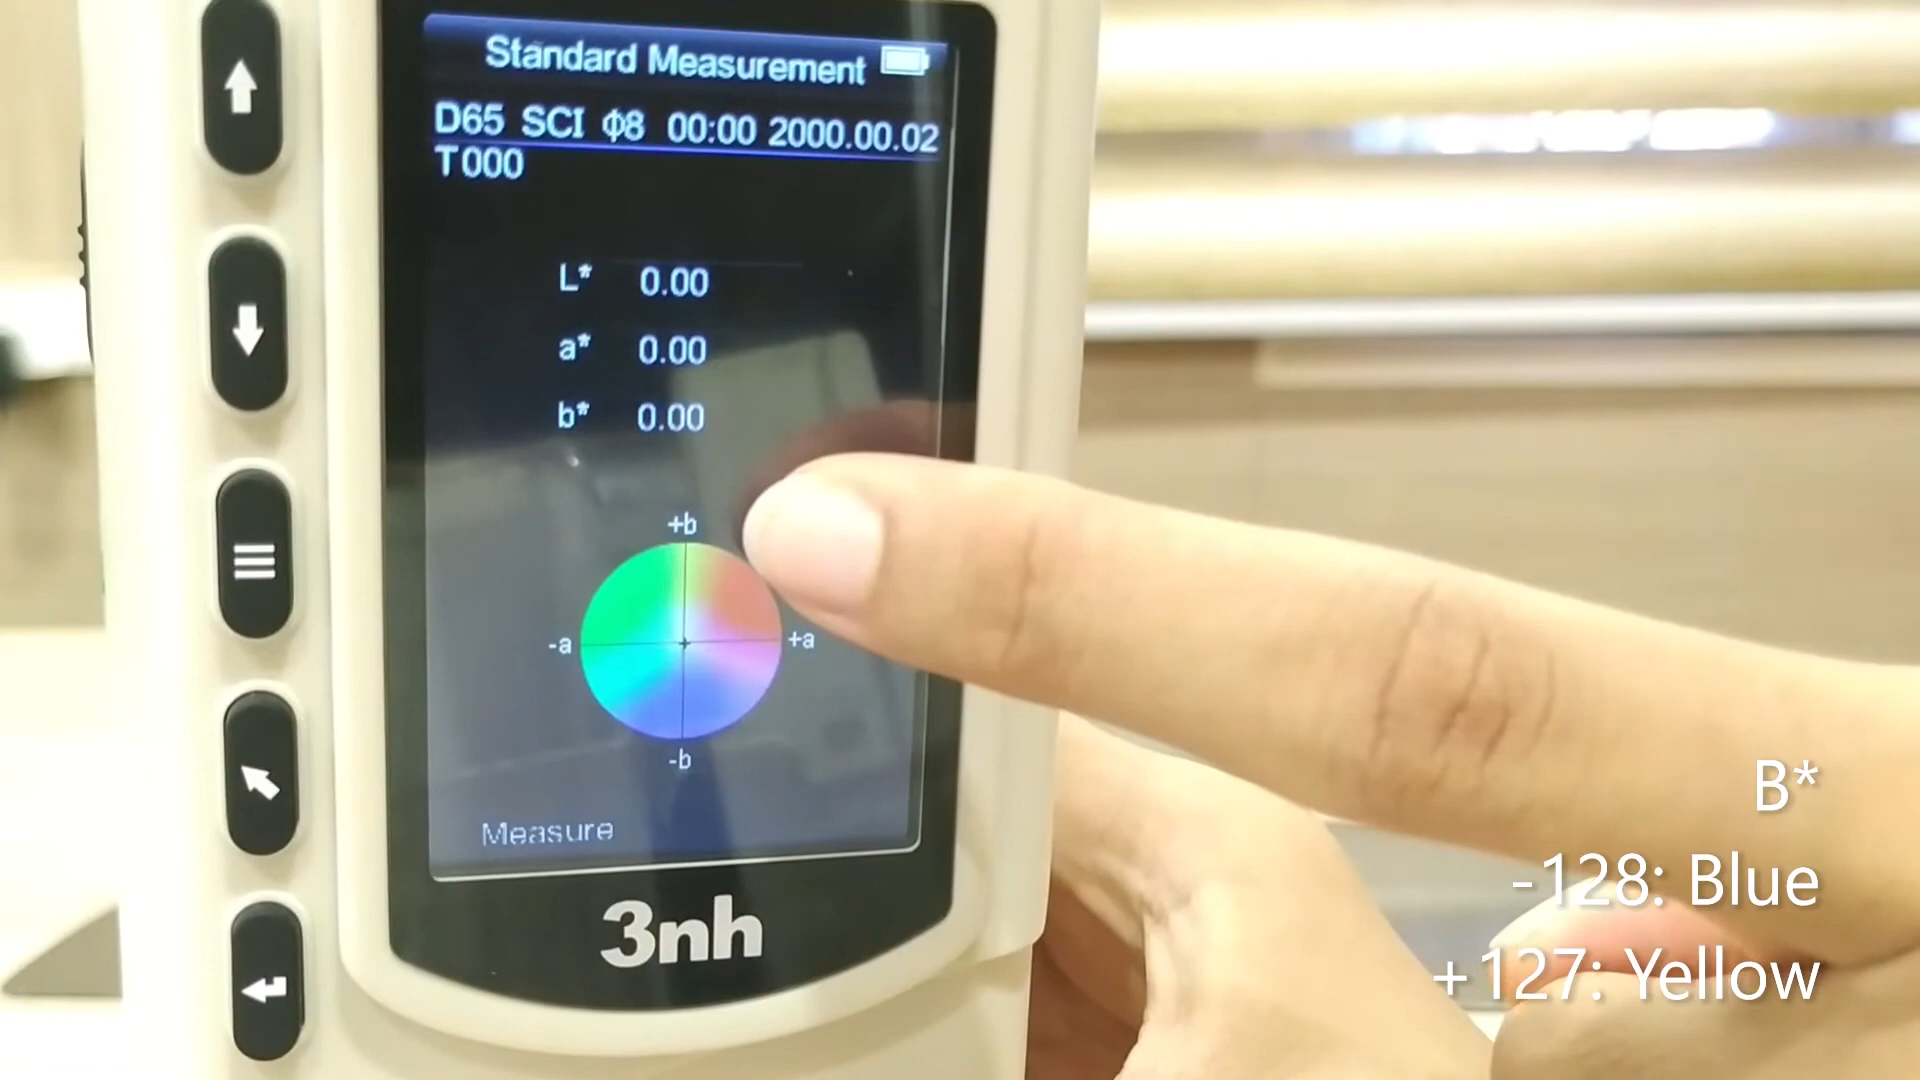 Standard Measurement
D65 SCI Φ8 00:00 2000.00.02
T000
L* 0.00
a* 0.00
b* 0.00
+b
-a +a
-b
Measure
3nh
B*
-128: Blue
+127: Yellow